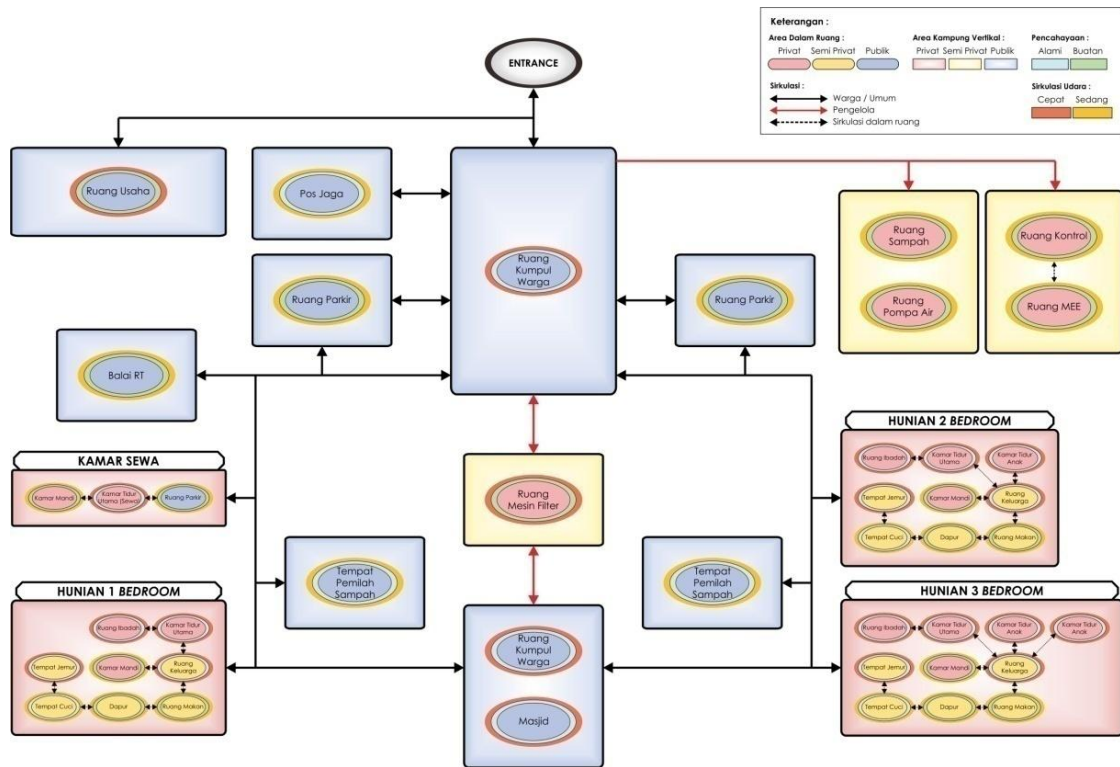 Keterangan :
Area Dalam Ruang :
Privat Semi Privat Publik
Area Kampung Vertikal :
Privat Semi Privat Publik
Pencahayaan :
Alami Buatan
Sirkulasi :
Warga / Umum
Pengelola
Sirkulasi dalam ruang
Sirkulasi Udara :
Cepat Sedang
ENTRANCE
Ruang Usaha
Pos Jaga
Ruang
Kumpul
Warga
Ruang
Sampah
Ruang
Pompa Air
Ruang Kontrol
Ruang MEE
Ruang Parkir
Ruang Parkir
Balai RT
KAMAR SEWA
Kamar Mandi
Kamar Tidur
Utama (Sewa)
Ruang Parkir
Ruang
Mesin Filter
HUNIAN 2 BEDROOM
Ruang Ibadah
Kamar Tidur
Utama
Kamar Tidur
Anak
Tempat Jemur
Kamar Mandi
Ruang
Keluarga
Tempat Cuci
Dapur
Ruang Makan
Tempat
Pemilah
Sampah
Tempat
Pemilah
Sampah
HUNIAN 1 BEDROOM
Ruang Ibadah
Kamar Tidur
Utama
Tempat Jemur
Kamar Mandi
Ruang
Keluarga
Tempat Cuci
Dapur
Ruang Makan
Ruang
Kumpul
Warga
Masjid
HUNIAN 3 BEDROOM
Ruang Ibadah
Kamar Tidur
Utama
Kamar Tidur
Anak
Kamar Tidur
Anak
Tempat Jemur
Kamar Mandi
Ruang
Keluarga
Tempat Cuci
Dapur
Ruang Makan